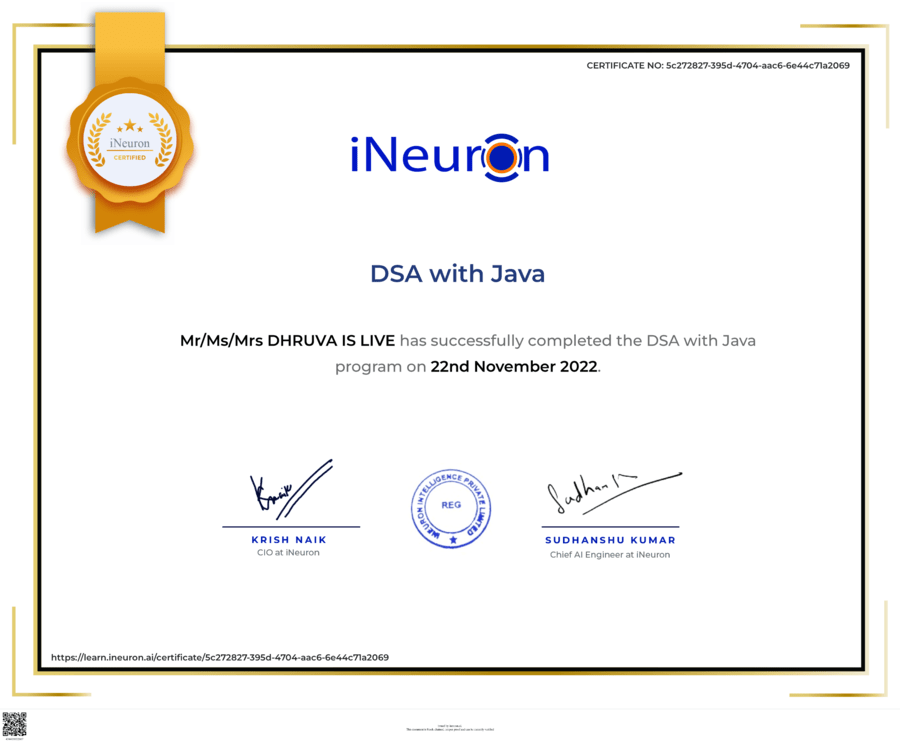 CERTIFICATE NO: 5c272827-395d-4704-aac6-6e44c71a2069
iNeuron
CERTIFIED
iNeuron
DSA with Java
Mr/Ms/Mrs DHRUVA IS LIVE has successfully completed the DSA with Java
program on 22nd November 2022.
Krish Naik
INEURON INTELLIGENCE PRIVATE LIMITED
REG
Sudhanshu
KRISH NAIK
CIO at iNeuron
SUDHANSHU KUMAR
Chief AI Engineer at iNeuron
https://learn.ineuron.ai/certificate/5c272827-395d-4704-aac6-6e44c71a2069